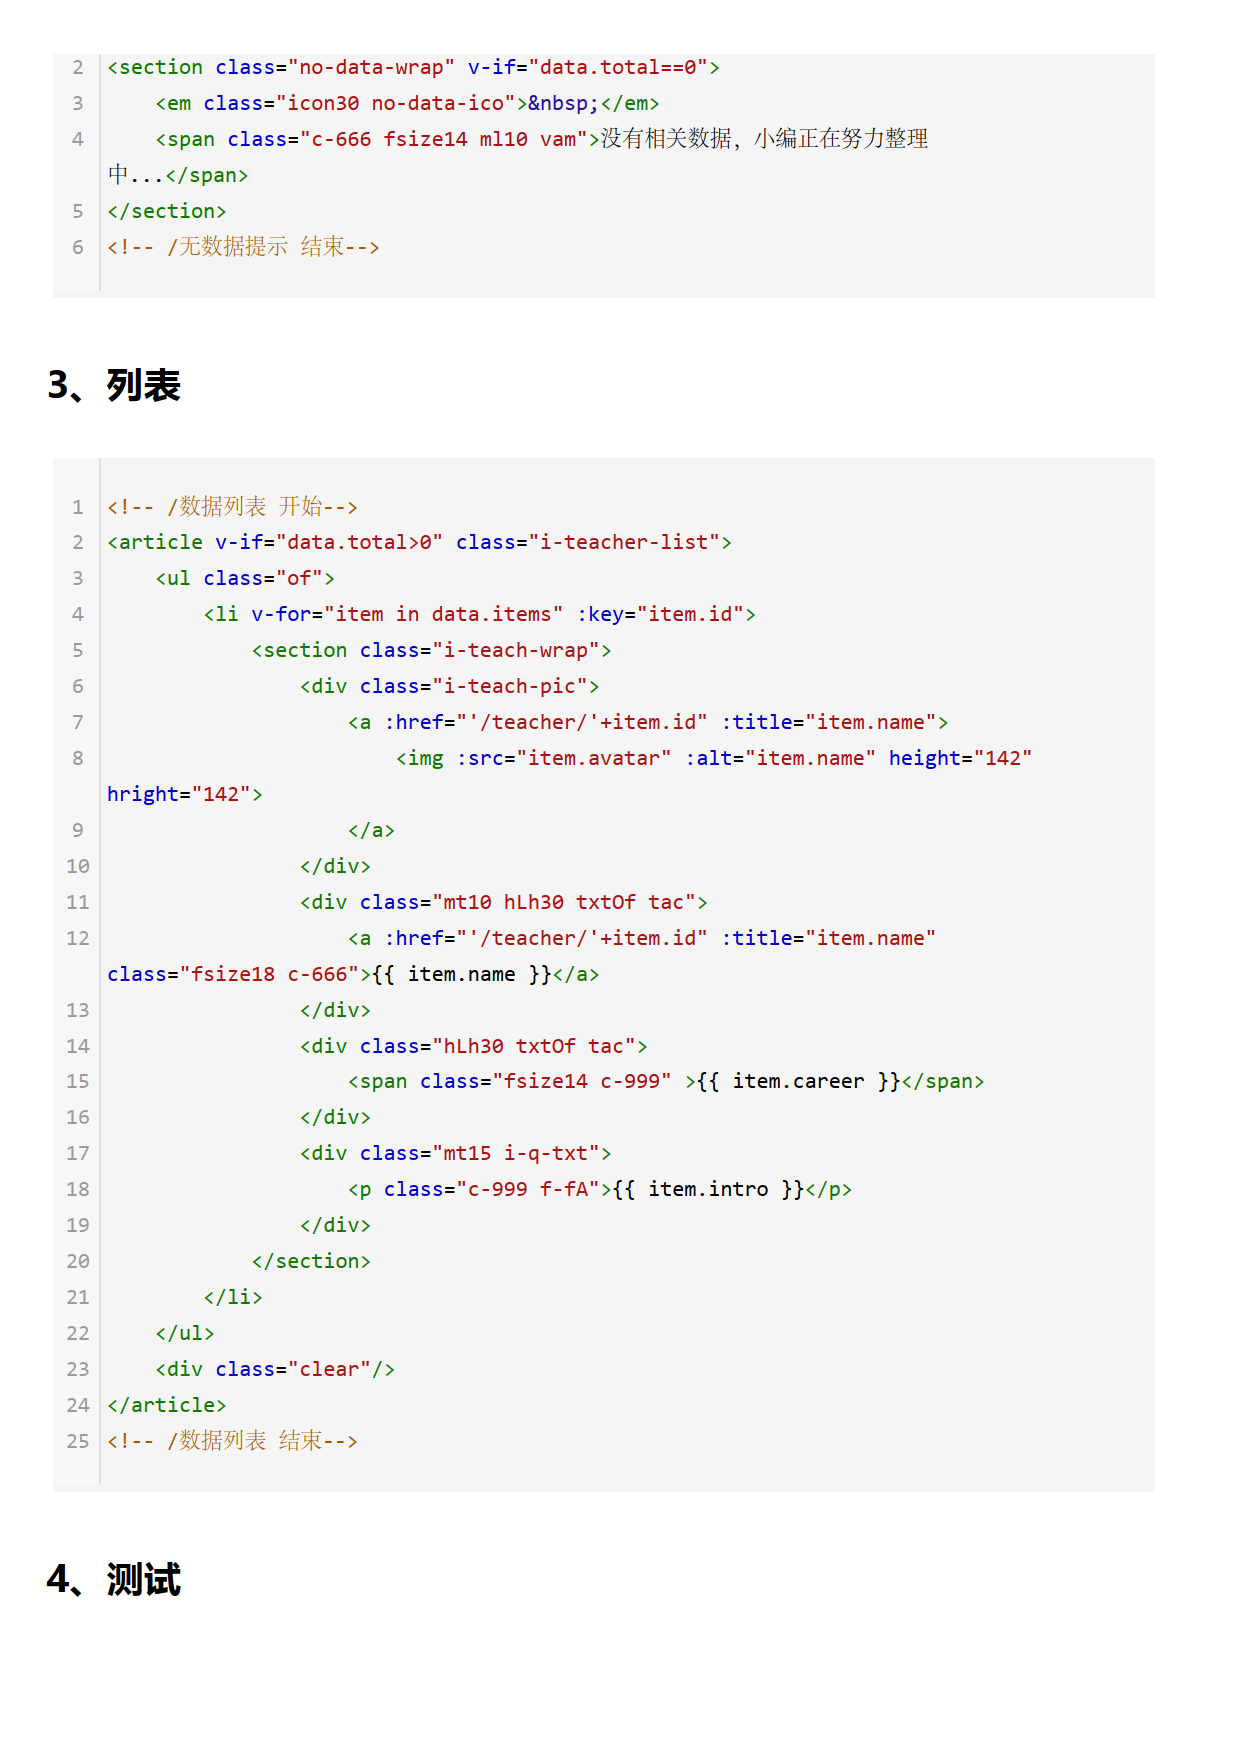 2 <section class="no-data-wrap" v-if="data.total==0">
3     <em class="icon30 no-data-ico">&nbsp;</em>
4     <span class="c-666 fsize14 ml10 vam">没有相关数据，小编正在努力整理
中...</span>
5 </section>
6 <!-- /无数据提示 结束-->
3、列表
1 <!-- /数据列表 开始-->
2 <article v-if="data.total>0" class="i-teacher-list">
3     <ul class="of">
4         <li v-for="item in data.items" :key="item.id">
5             <section class="i-teach-wrap">
6                 <div class="i-teach-pic">
7                     <a :href="'/teacher/'+item.id" :title="item.name">
8                         <img :src="item.avatar" :alt="item.name" height="142"
hright="142">
9                     </a>
10                 </div>
11                 <div class="mt10 hLh30 txtOf tac">
12                     <a :href="'/teacher/'+item.id" :title="item.name"
class="fsize18 c-666">{{ item.name }}</a>
13                 </div>
14                 <div class="hLh30 txtOf tac">
15                     <span class="fsize14 c-999" >{{ item.career }}</span>
16                 </div>
17                 <div class="mt15 i-q-txt">
18                     <p class="c-999 f-fA">{{ item.intro }}</p>
19                 </div>
20             </section>
21         </li>
22     </ul>
23     <div class="clear"/>
24 </article>
25 <!-- /数据列表 结束-->
4、测试